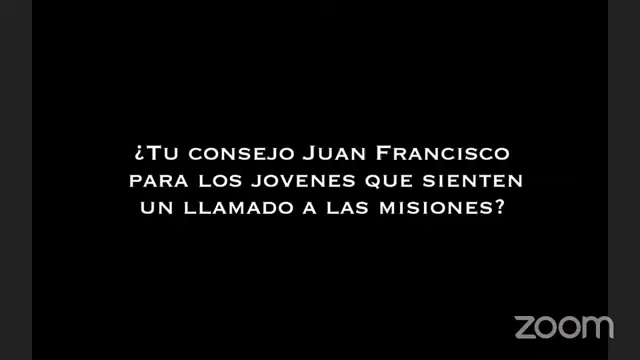 ¿Tu consejo Juan Francisco
para los jovenes que sienten
un llamado a las misiones?
zoom